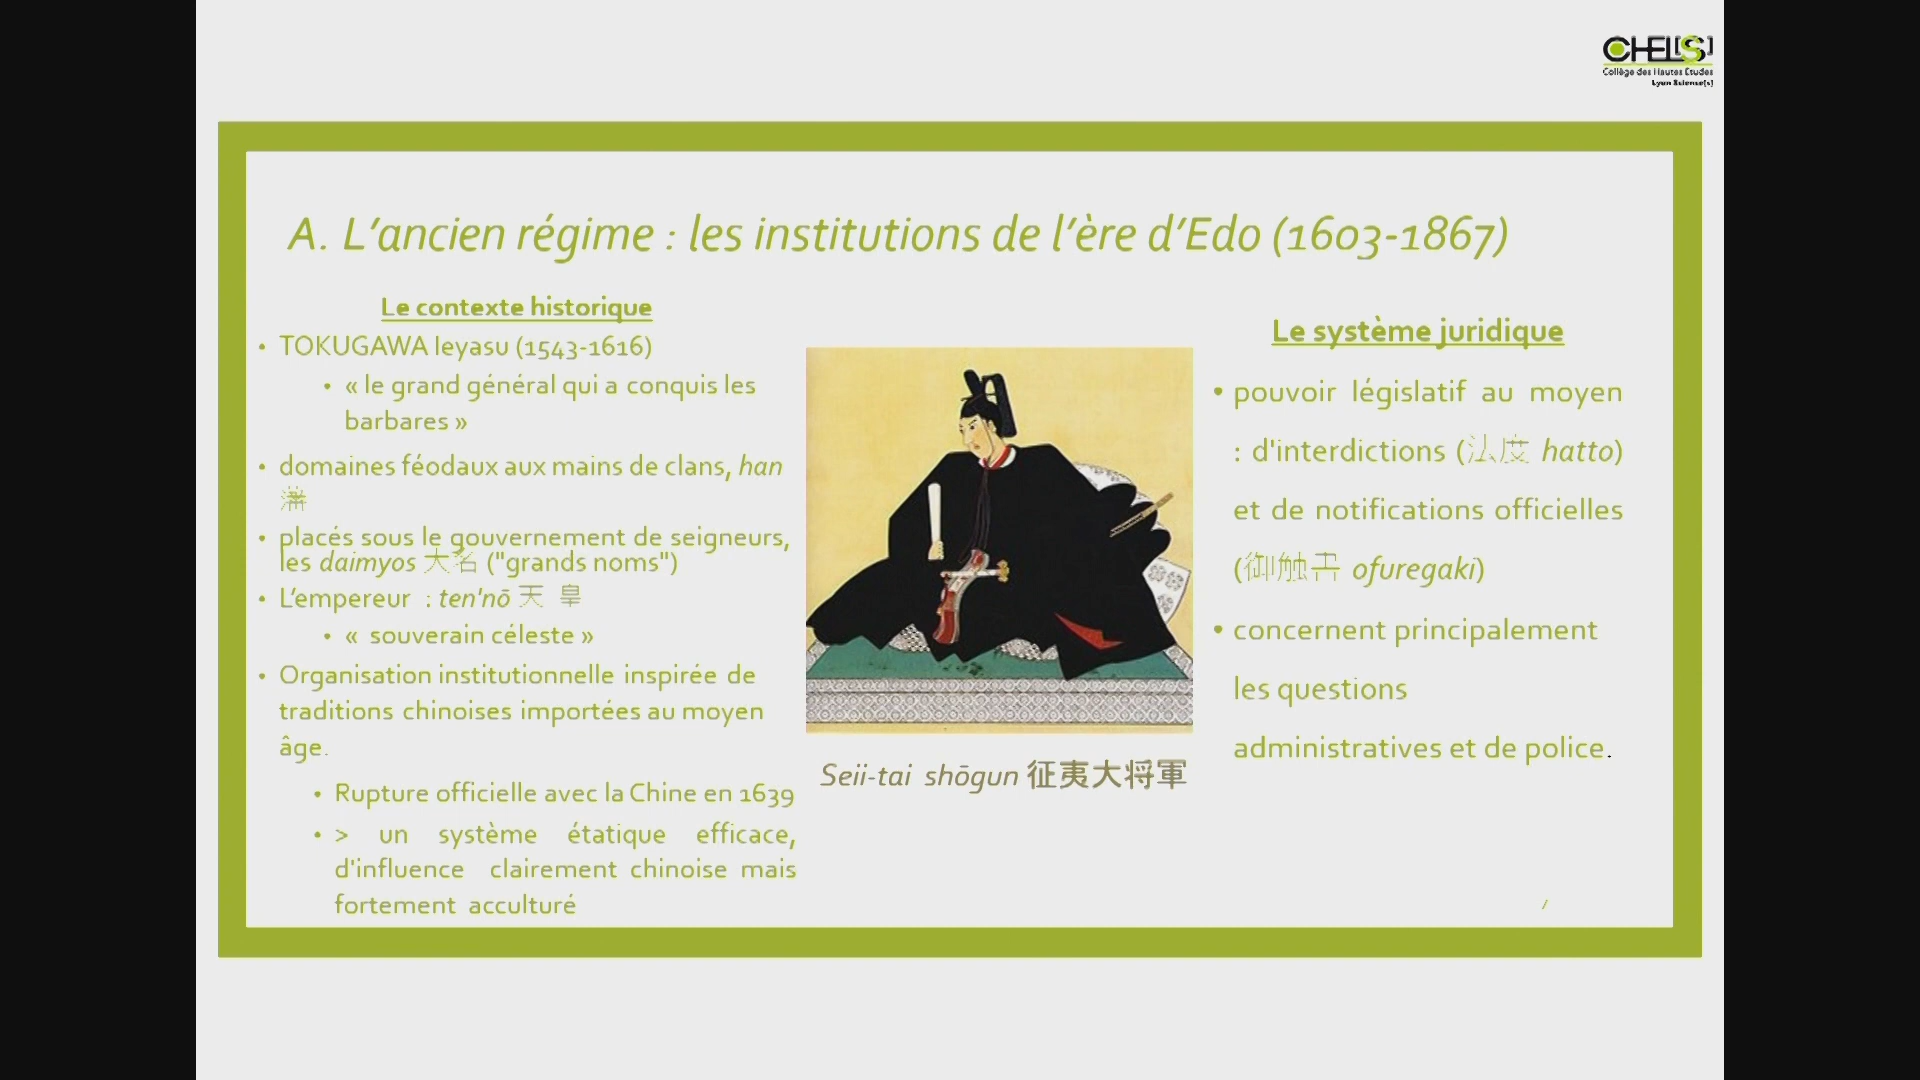 CHEL[S]
Collège des Hautes Études
Lyon Science[s]
A. L'ancien régime : les institutions de l'ère d'Edo (1603-1867)
Le contexte historique
• TOKUGAWA Ieyasu (1543-1616)
• « le grand général qui a conquis les
barbares »
• domaines féodaux aux mains de clans, han
• placés sous le gouvernement de seigneurs,
les daimyos 大名 ("grands noms")
• L'empereur : ten'nō 天 皇
• « souverain céleste »
• Organisation institutionnelle inspirée de
traditions chinoises importées au moyen
âge.
• Rupture officielle avec la Chine en 1639
• > un système étatique efficace,
d'influence clairement chinoise mais
fortement acculturé
Seii-tai shōgun 征夷大将軍
Le système juridique
• pouvoir législatif au moyen
: d'interdictions (法度 hatto)
et de notifications officielles
(御触書 ofuregaki)
• concernent principalement
les questions
administratives et de police.